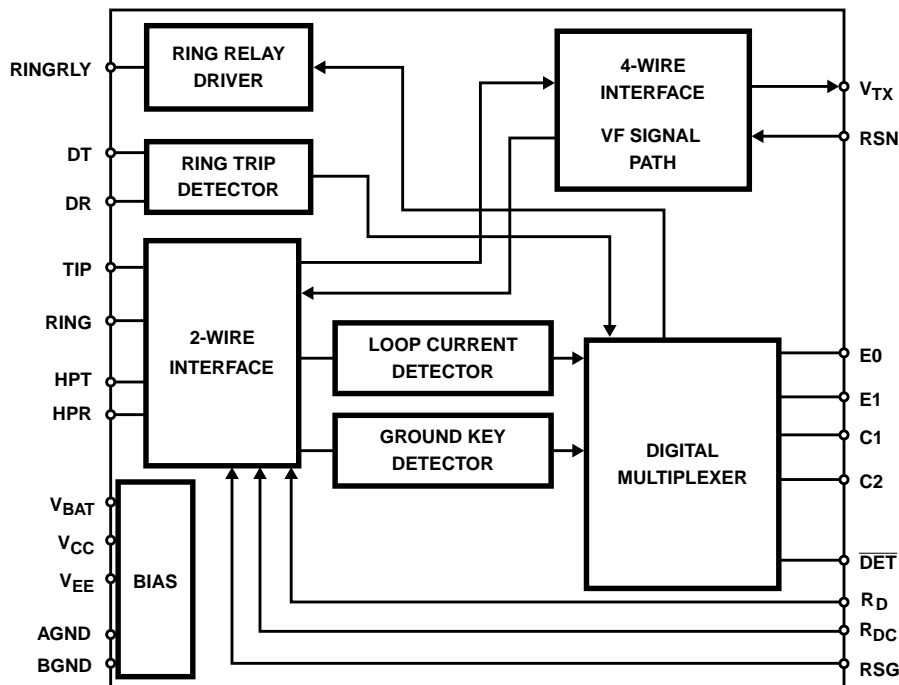 RINGRLY
RING RELAY
DRIVER
4-WIRE
INTERFACE
VF SIGNAL
PATH
VTX
RSN
DT
DR
RING TRIP
DETECTOR
TIP
RING
HPT
HPR
2-WIRE
INTERFACE
LOOP CURRENT
DETECTOR
GROUND KEY
DETECTOR
DIGITAL
MULTIPLEXER
E0
E1
C1
C2
DET
RD
RDC
RSG
VBAT
VCC
VEE
AGND
BGND
BIAS